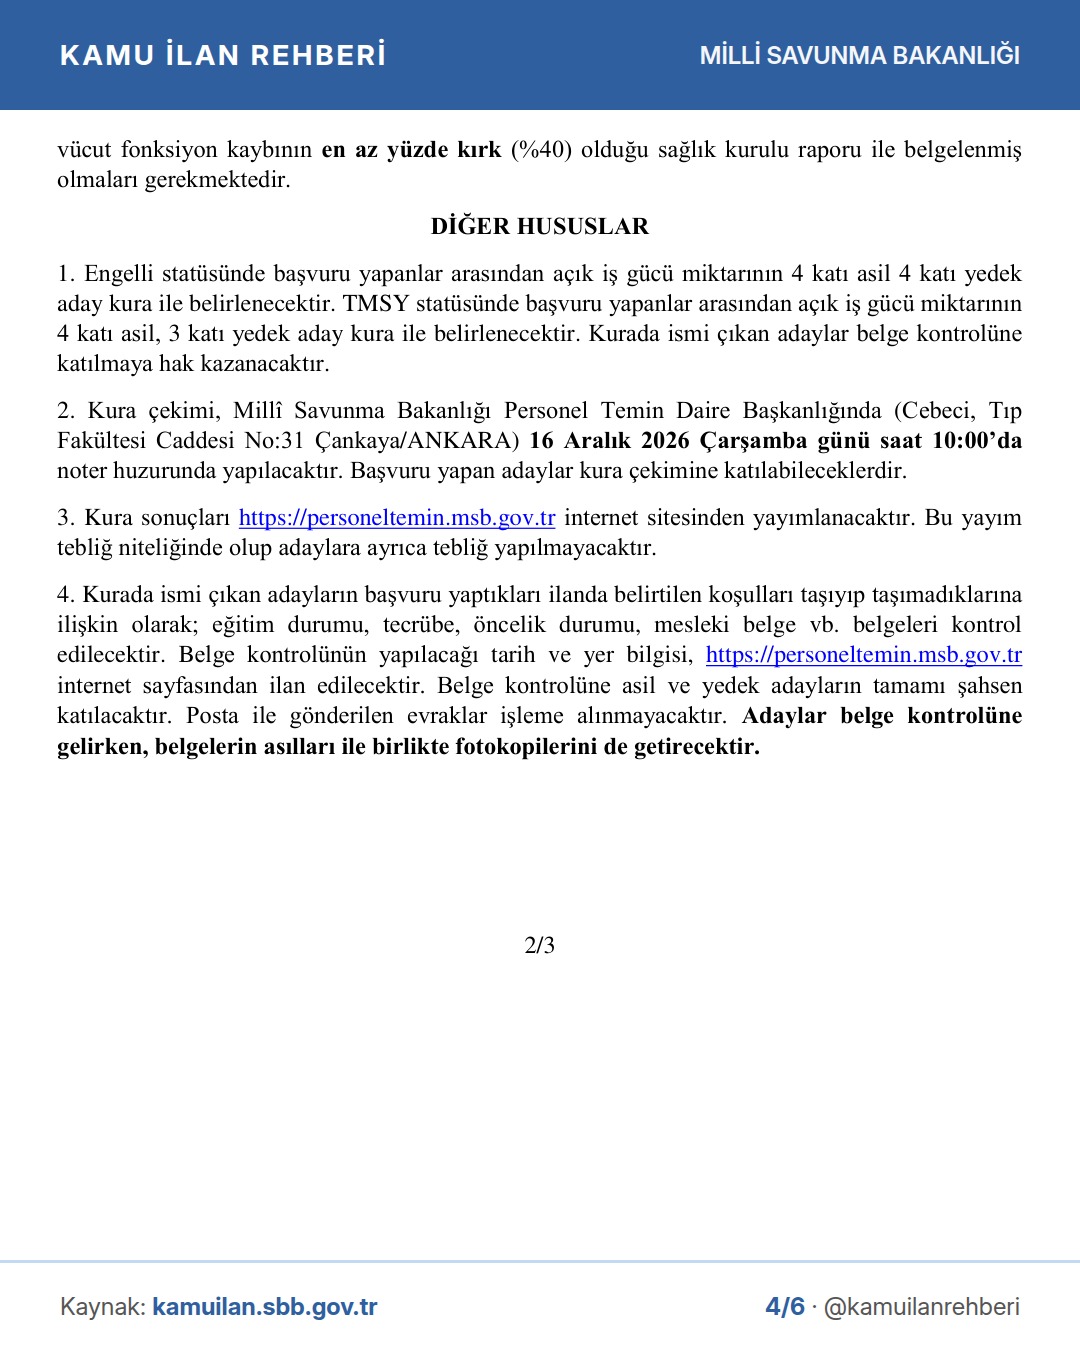 KAMU İLAN REHBERİ
MİLLİ SAVUNMA BAKANLIĞI
vücut fonksiyon kaybının en az yüzde kırk (%40) olduğu sağlık kurulu raporu ile belgelenmiş
olmaları gerekmektedir.
DİĞER HUSUSLAR
1. Engelli statüsünde başvuru yapanlar arasından açık iş gücü miktarının 4 katı asil 4 katı yedek
aday kura ile belirlenecektir. TMSY statüsünde başvuru yapanlar arasından açık iş gücü miktarının
4 katı asil, 3 katı yedek aday kura ile belirlenecektir. Kurada ismi çıkan adaylar belge kontrolüne
katılmaya hak kazanacaktır.
2. Kura çekimi, Millî Savunma Bakanlığı Personel Temin Daire Başkanlığında (Cebeci, Tıp
Fakültesi Caddesi No:31 Çankaya/ANKARA) 16 Aralık 2026 Çarşamba günü saat 10:00’da
noter huzurunda yapılacaktır. Başvuru yapan adaylar kura çekimine katılabileceklerdir.
3. Kura sonuçları https://personeltemin.msb.gov.tr internet sitesinden yayımlanacaktır. Bu yayım
tebliğ niteliğinde olup adaylara ayrıca tebliğ yapılmayacaktır.
4. Kurada ismi çıkan adayların başvuru yaptıkları ilanda belirtilen koşulları taşıyıp taşımadıklarına
ilişkin olarak; eğitim durumu, tecrübe, öncelik durumu, mesleki belge vb. belgeleri kontrol
edilecektir. Belge kontrolünün yapılacağı tarih ve yer bilgisi, https://personeltemin.msb.gov.tr
internet sayfasından ilan edilecektir. Belge kontrolüne asil ve yedek adayların tamamı şahsen
katılacaktır. Posta ile gönderilen evraklar işleme alınmayacaktır. Adaylar belge kontrolüne
gelirken, belgelerin asılları ile birlikte fotokopilerini de getirecektir.
2/3
Kaynak: kamuilan.sbb.gov.tr
4/6 · @kamuilanrehberi